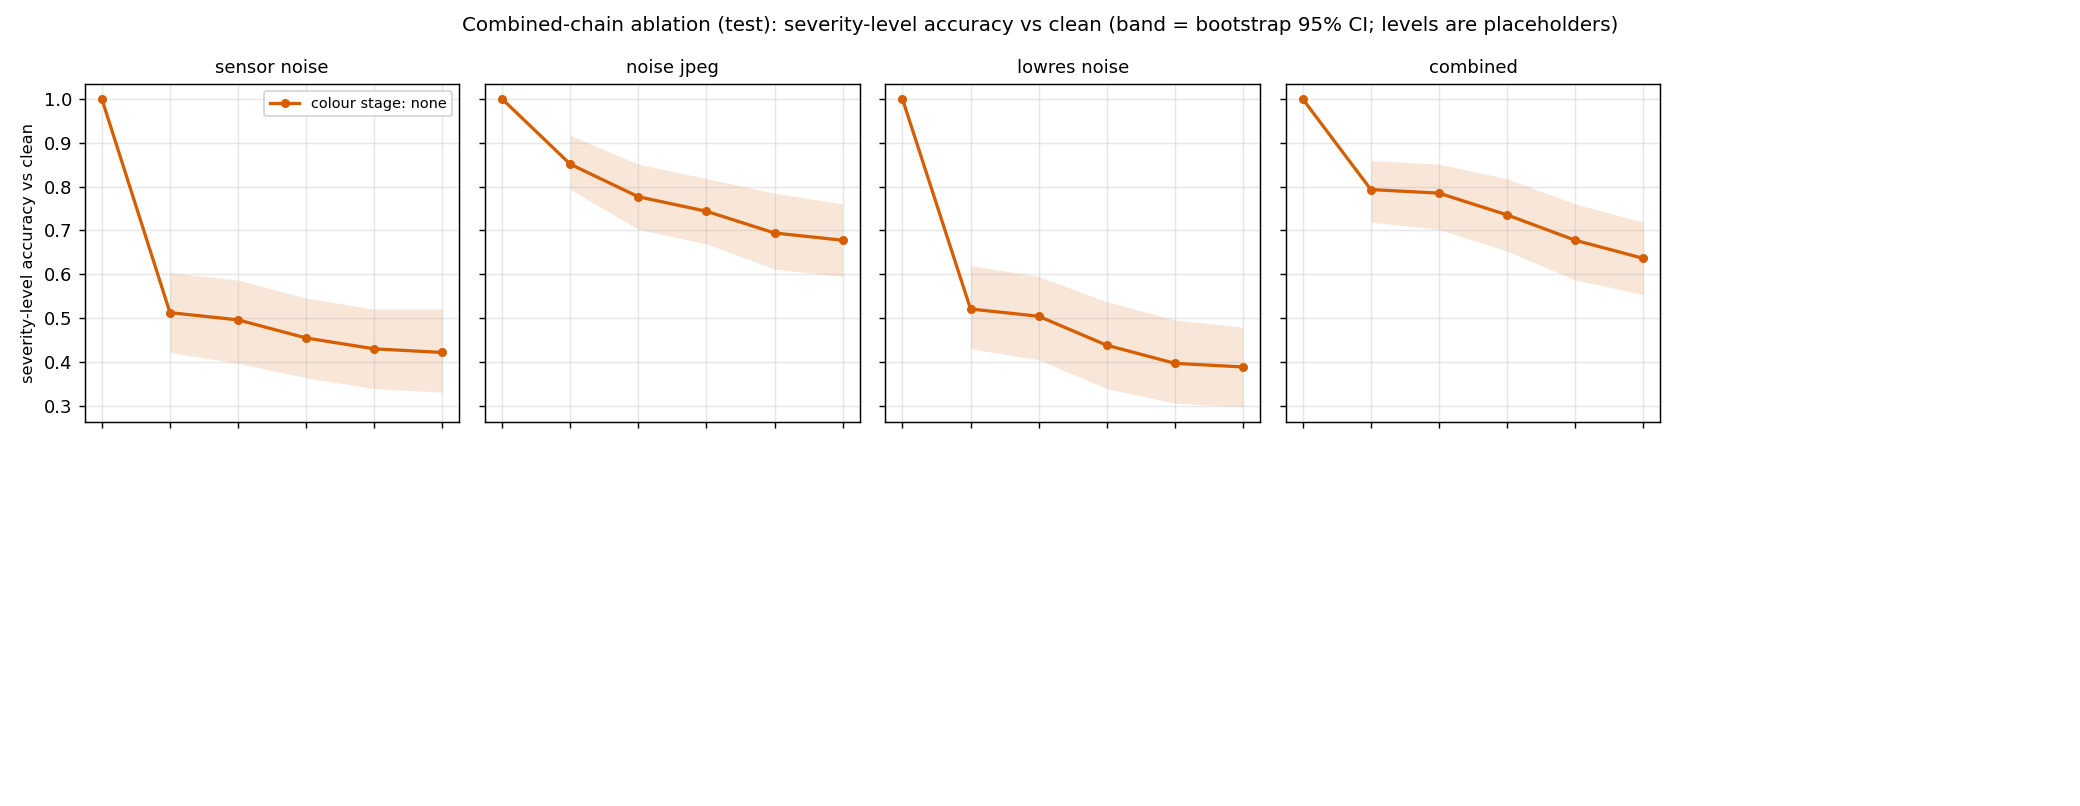 Combined-chain ablation (test): severity-level accuracy vs clean (band = bootstrap 95% CI; levels are placeholders)
sensor noise
noise jpeg
lowres noise
combined
colour stage: none
severity-level accuracy vs clean
1.0
0.9
0.8
0.7
0.6
0.5
0.4
0.3